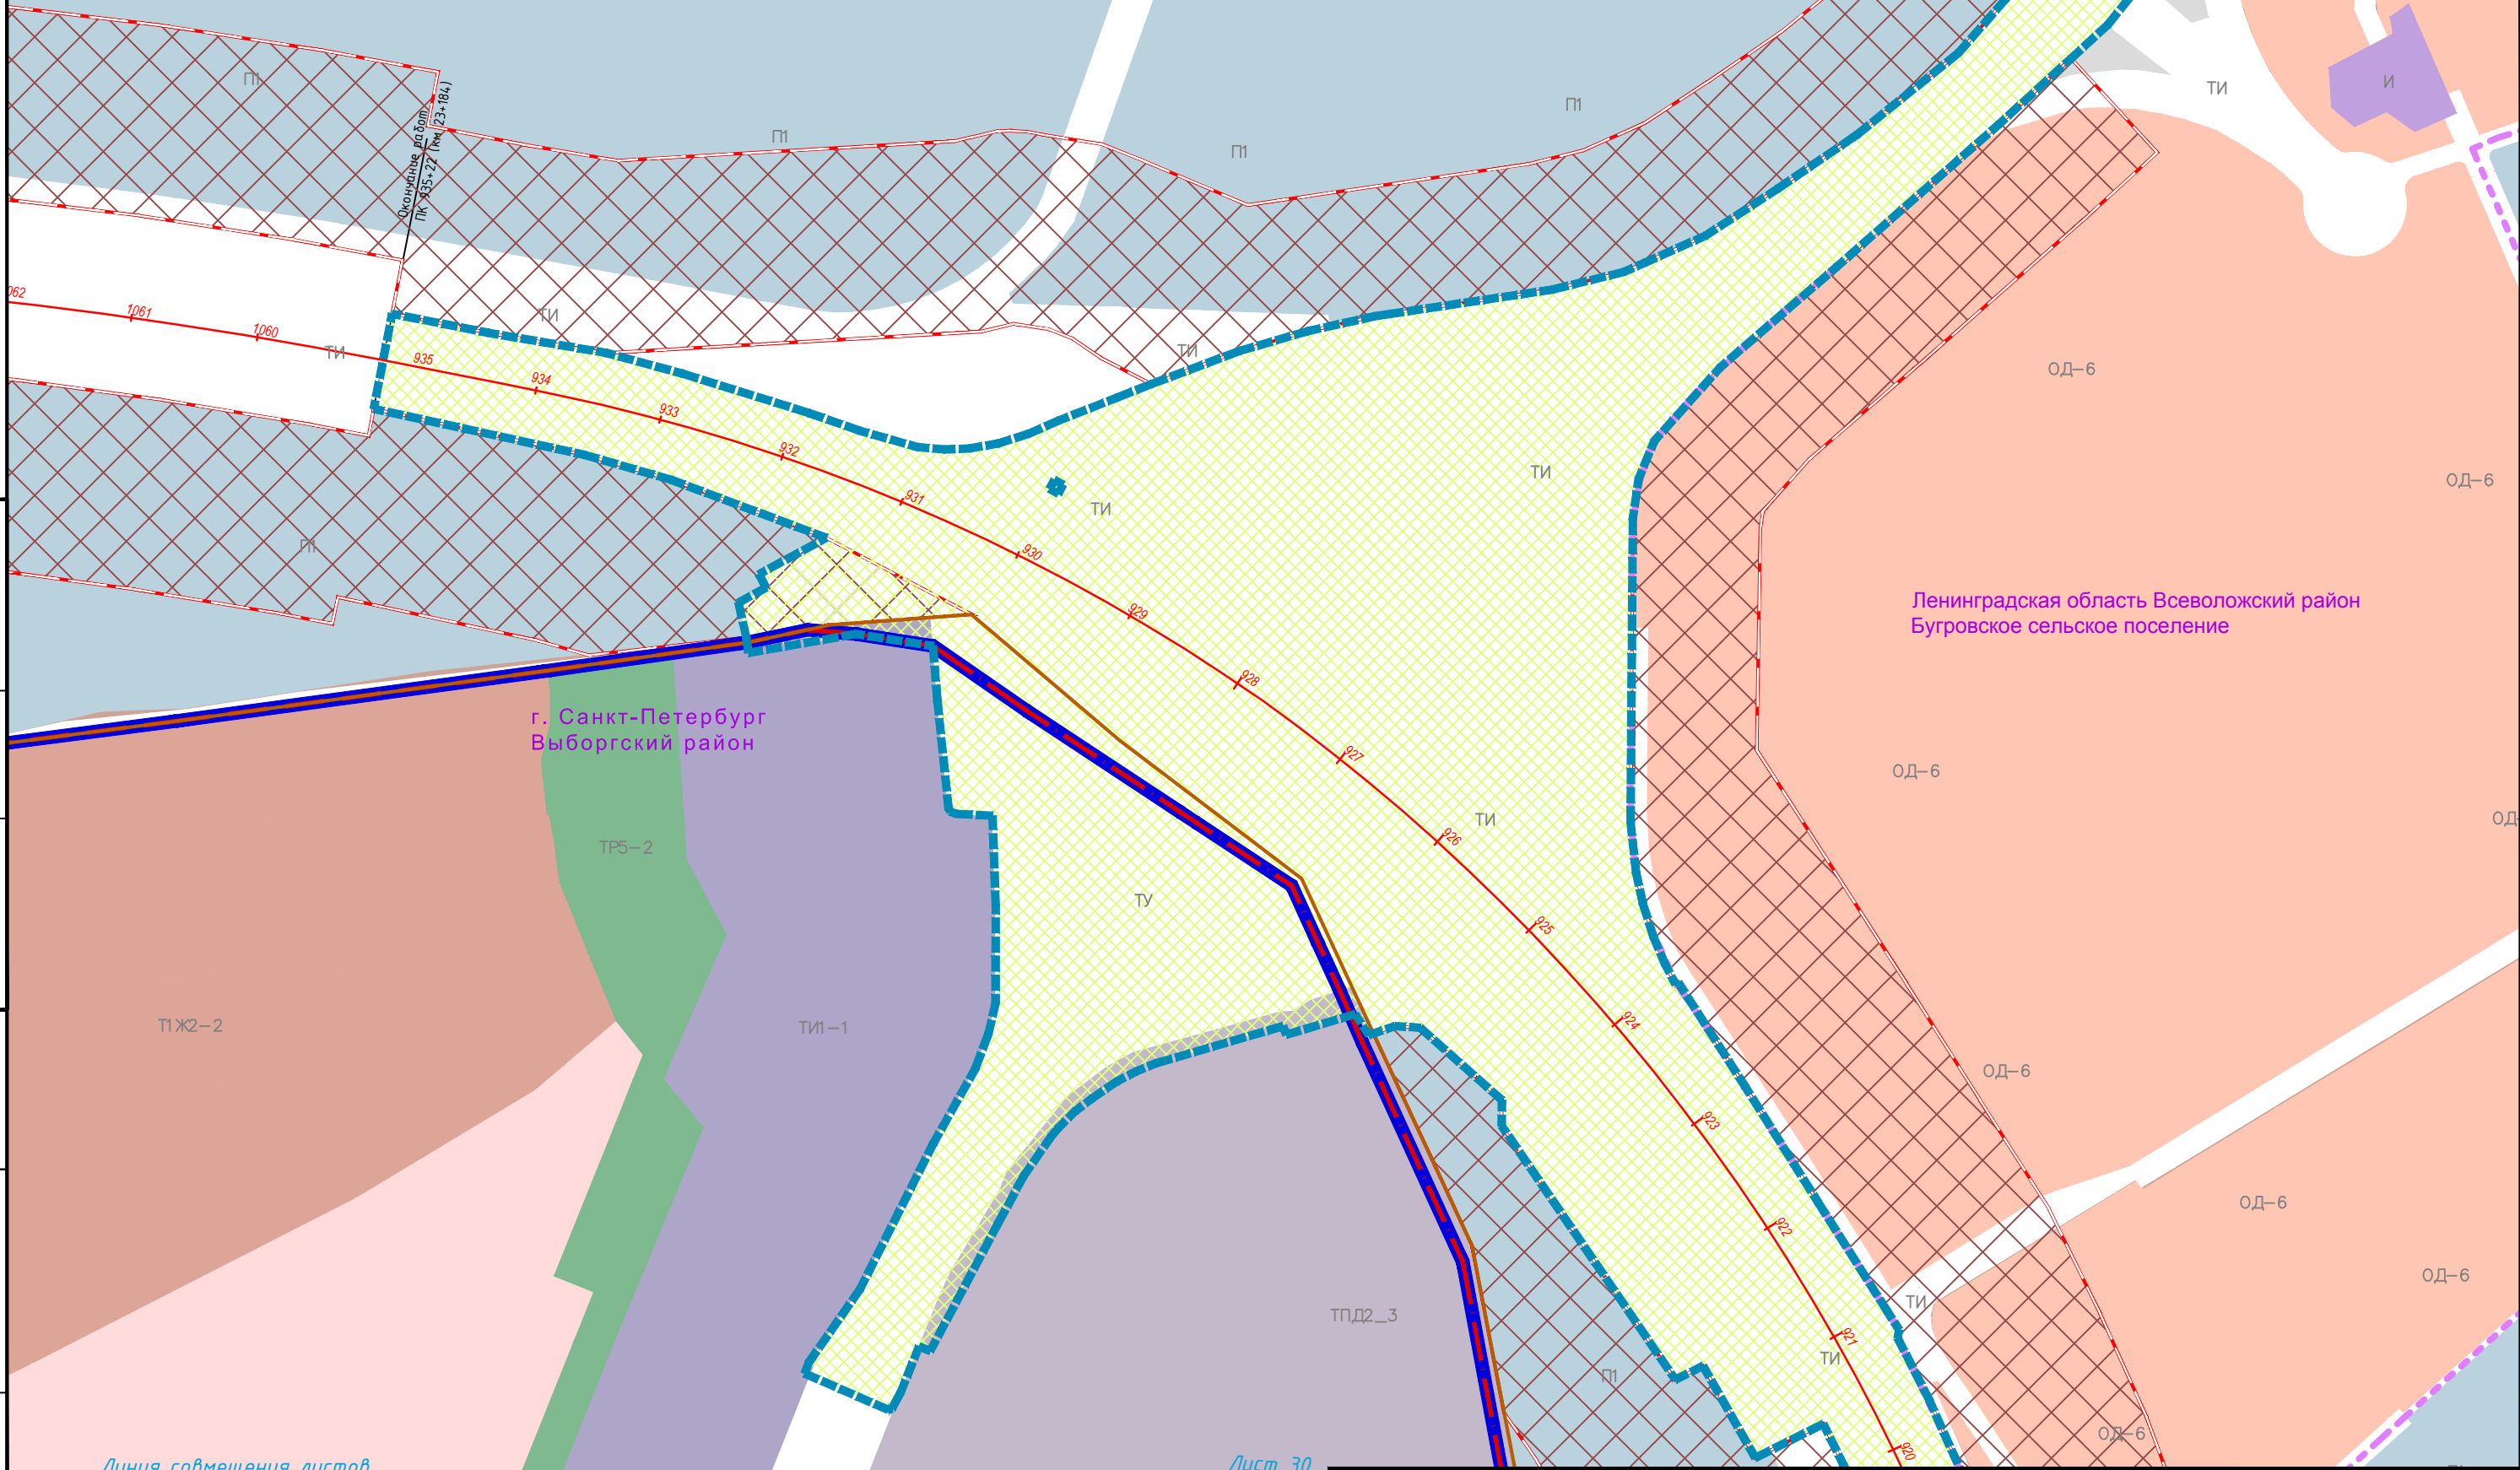 П1
П1
П1
П1
ТИ
И
Окончание работ
ПК 935+22 (км 23+184)
1061
1060
935
934
933
932
931
930
929
928
927
926
925
924
923
922
921
920
ТИ
ТИ
ТИ
ОД-6
ТИ
ОД-6
ТИ
П1
Ленинградская область Всеволожский район
Бугровское сельское поселение
г. Санкт-Петербург
Выборгский район
ОД-6
ТИ
ТР5-2
ТУ
Т1Ж2-2
ТИ1-1
ОД-6
ОД-6
ОД-6
ТИ
ТПД2_3
ТИ
П1
ОД-6
Линия совмещения листов
Лист 30